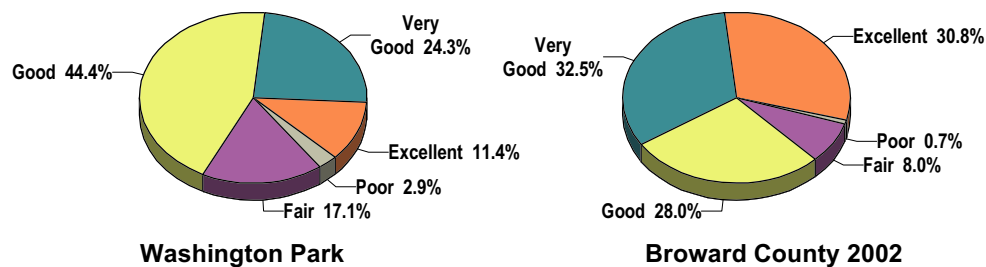 Very
Good 24.3%
Good 44.4%
Excellent 11.4%
Poor 2.9%
Fair 17.1%
Washington Park
Excellent 30.8%
Very
Good 32.5%
Poor 0.7%
Fair 8.0%
Good 28.0%
Broward County 2002